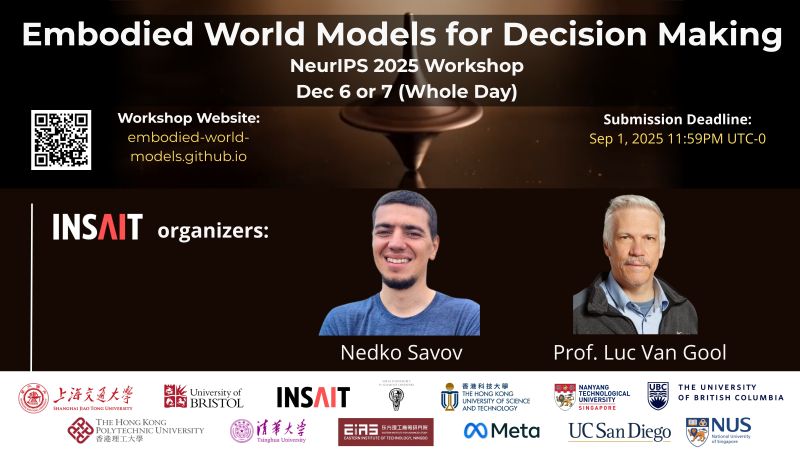 Embodied World Models for Decision Making
NeurIPS 2025 Workshop
Dec 6 or 7 (Whole Day)
Workshop Website:
embodied-world-
models.github.io
Submission Deadline:
Sep 1, 2025 11:59PM UTC-0
INSAIT organizers:
Nedko Savov
Prof. Luc Van Gool
上海交通大学
SHANGHAI JIAO TONG UNIVERSITY
University of
BRISTOL
INSAIT
香港科技大學
THE HONG KONG
UNIVERSITY OF SCIENCE
AND TECHNOLOGY
NANYANG
TECHNOLOGICAL
UNIVERSITY
SINGAPORE
UBC
THE UNIVERSITY
OF BRITISH COLUMBIA
THE HONG KONG
POLYTECHNIC UNIVERSITY
香港理工大學
清華大學
Tsinghua University
EIAS
EASTERN INSTITUTE OF TECHNOLOGY, NINGBO
Meta
UC San Diego
NUS
National University
of Singapore